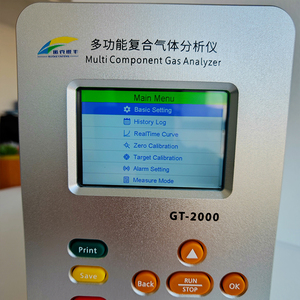 多功能复合气体分析仪
Multi Component Gas Analyzer
Main Menu
Basic Setting
History Log
RealTime Curve
Zero Calibration
Target Calibration
Alarm Setting
Measure Mode
GT-2000
Print
Save
Back
RUN
STOP
OK